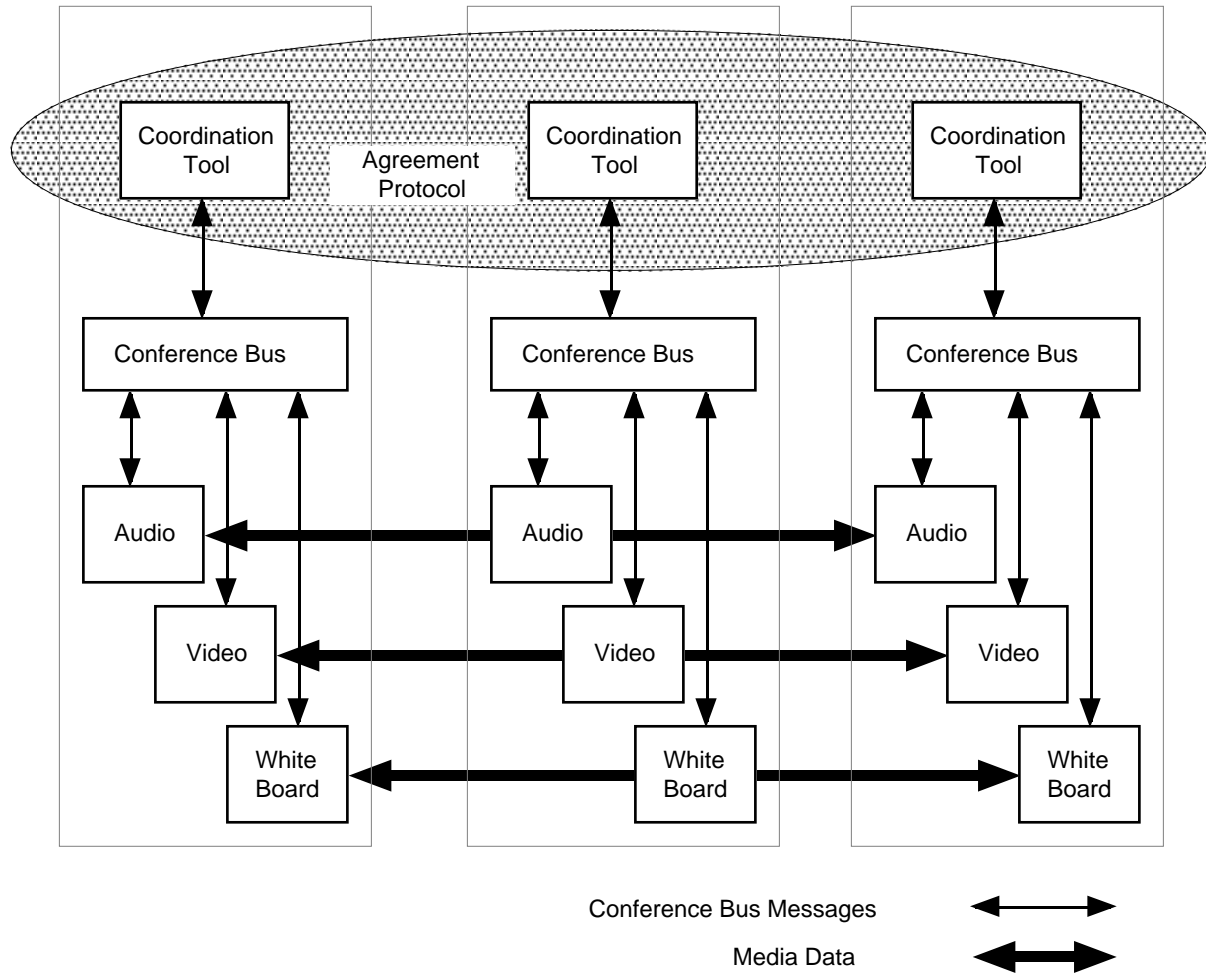 Coordination
Tool
Coordination
Tool
Coordination
Tool
Agreement
Protocol
Conference Bus
Conference Bus
Conference Bus
Audio
Audio
Audio
Video
Video
Video
White
Board
White
Board
White
Board
Conference Bus Messages
Media Data